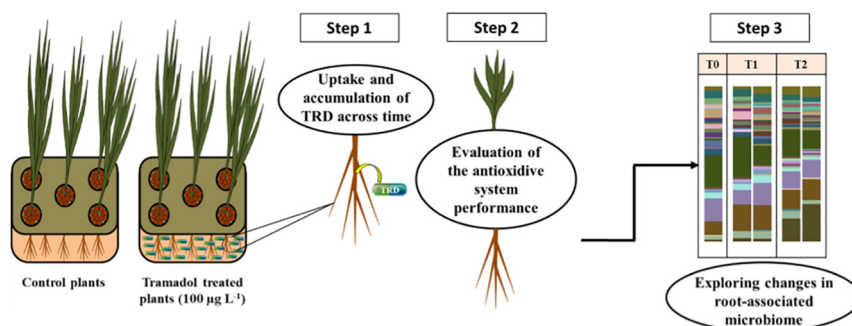 Step 1
Step 2
Step 3
Uptake and
accumulation of
TRD across time
TRD
Evaluation of
the antioxidive
system
performance
T0 T1 T2
Control plants
Tramadol treated
plants (100 µg L⁻¹)
Exploring changes in
root-associated
microbiome